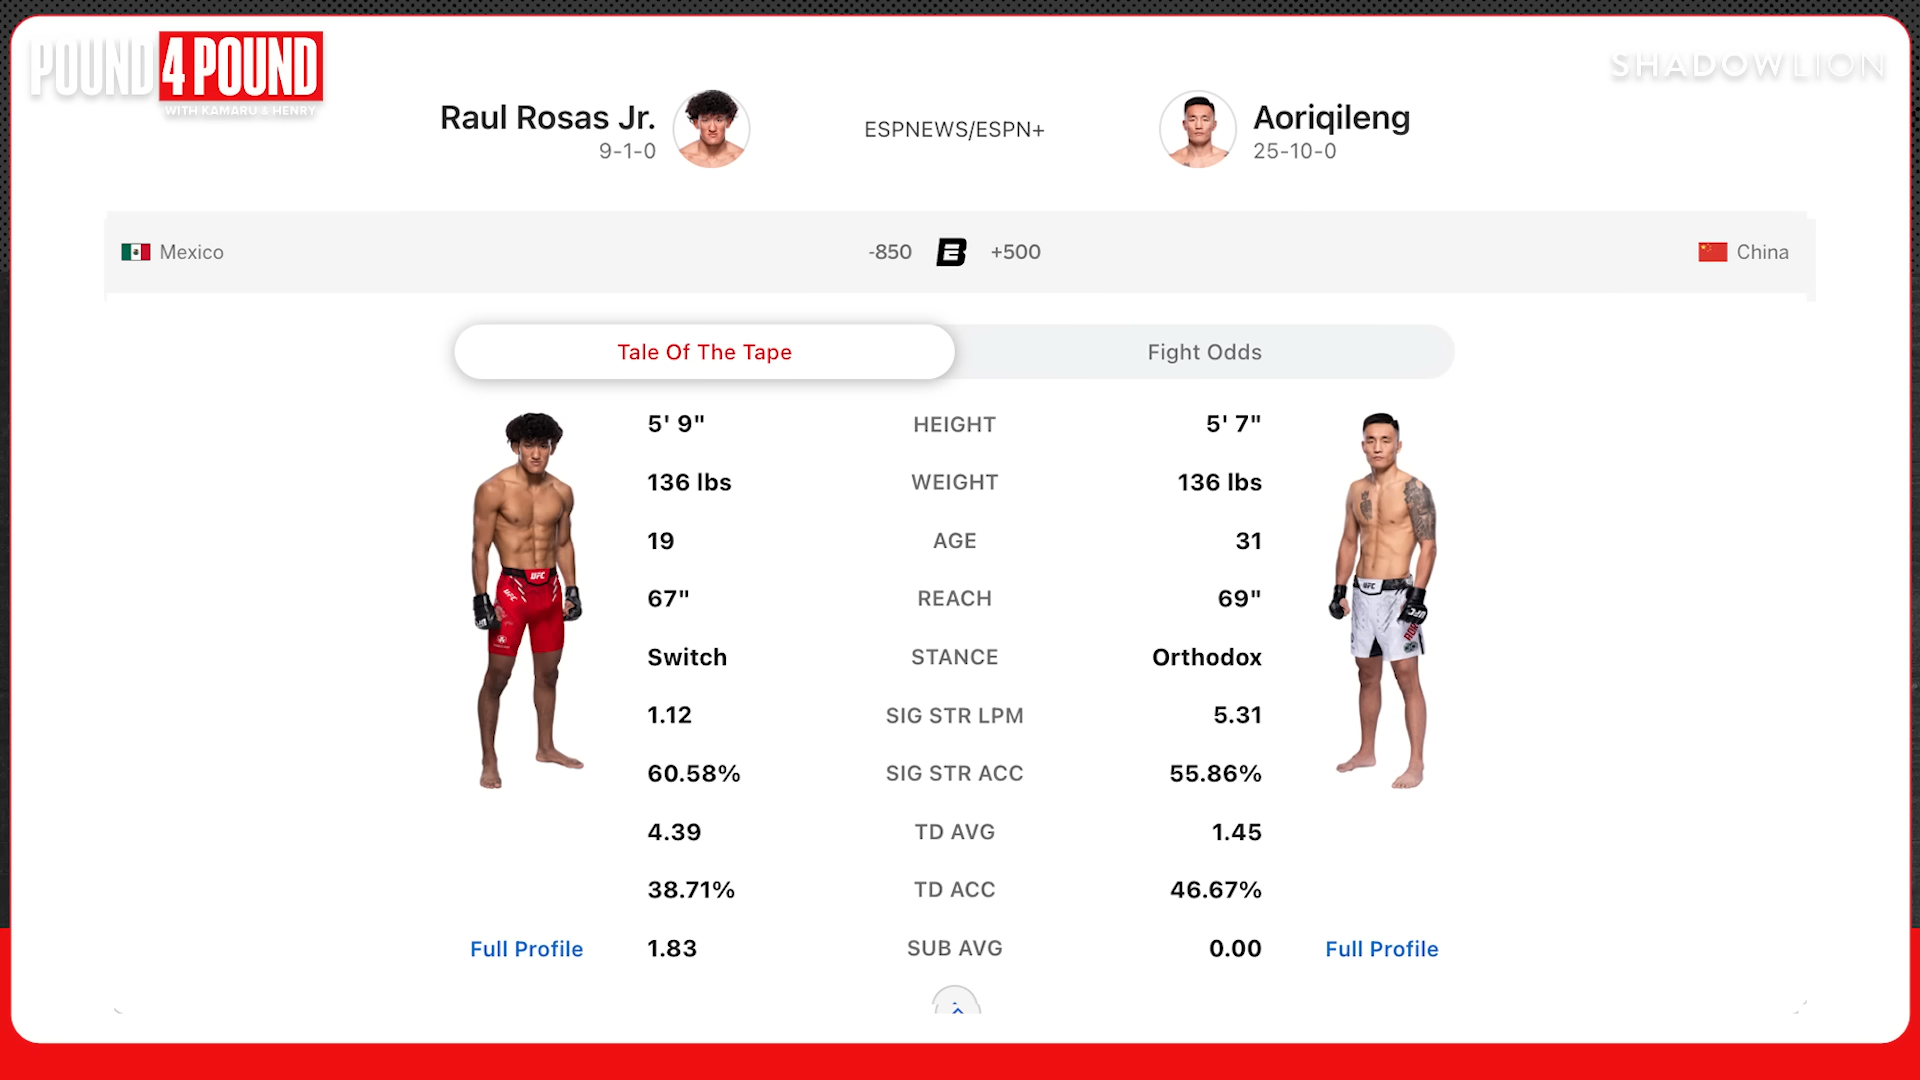 POUND 4 POUND
WITH KAMARU & HENRY
SHADOW LION
Raul Rosas Jr.
9-1-0
ESPNEWS/ESPN+
Aoriqileng
25-10-0
Mexico
-850
+500
China
Tale Of The Tape
Fight Odds
5' 9" HEIGHT 5' 7"
136 lbs WEIGHT 136 lbs
19 AGE 31
67" REACH 69"
Switch STANCE Orthodox
1.12 SIG STR LPM 5.31
60.58% SIG STR ACC 55.86%
4.39 TD AVG 1.45
38.71% TD ACC 46.67%
Full Profile 1.83 SUB AVG 0.00 Full Profile
UFC
UFC
UFC
UFC